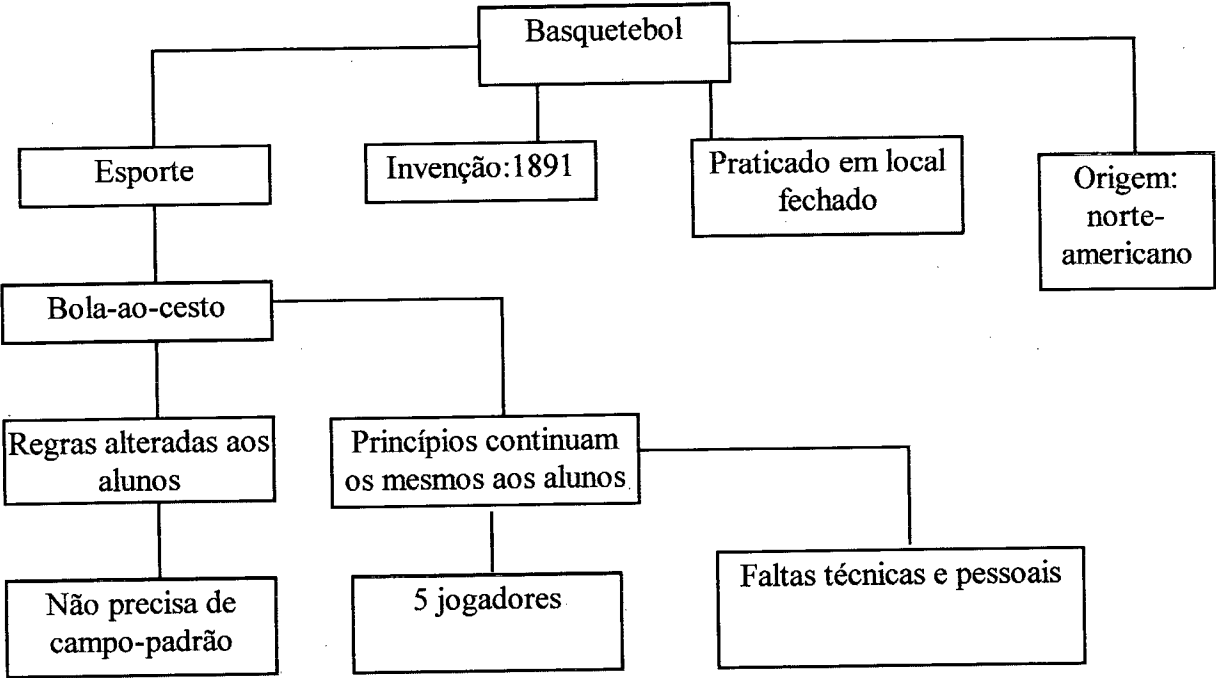 Basquetebol
Esporte
Invenção:1891
Praticado em local
fechado
Origem:
norte-
americano
Bola-ao-cesto
Regras alteradas aos
alunos
Princípios continuam
os mesmos aos alunos
Não precisa de
campo-padrão
5 jogadores
Faltas técnicas e pessoais